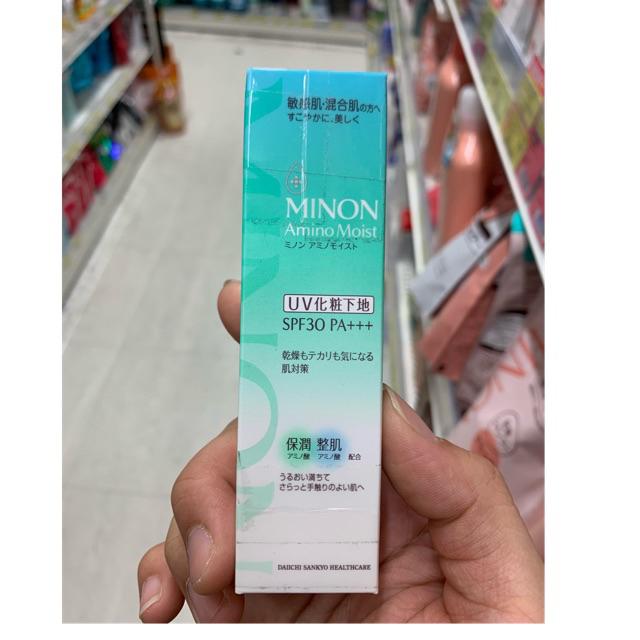 敏感肌・混合肌の方へ
すこやかに、美しく
MINON
Amino Moist
ミノン アミノモイスト
UV化粧下地
SPF30 PA+++
乾燥もテカリも気になる
肌対策
保潤 整肌
アミノ酸 アミノ酸 配合
うるおい満ちて
さらっと手触りのよい肌へ
DAIICHI SANKYO HEALTHCARE
MINON